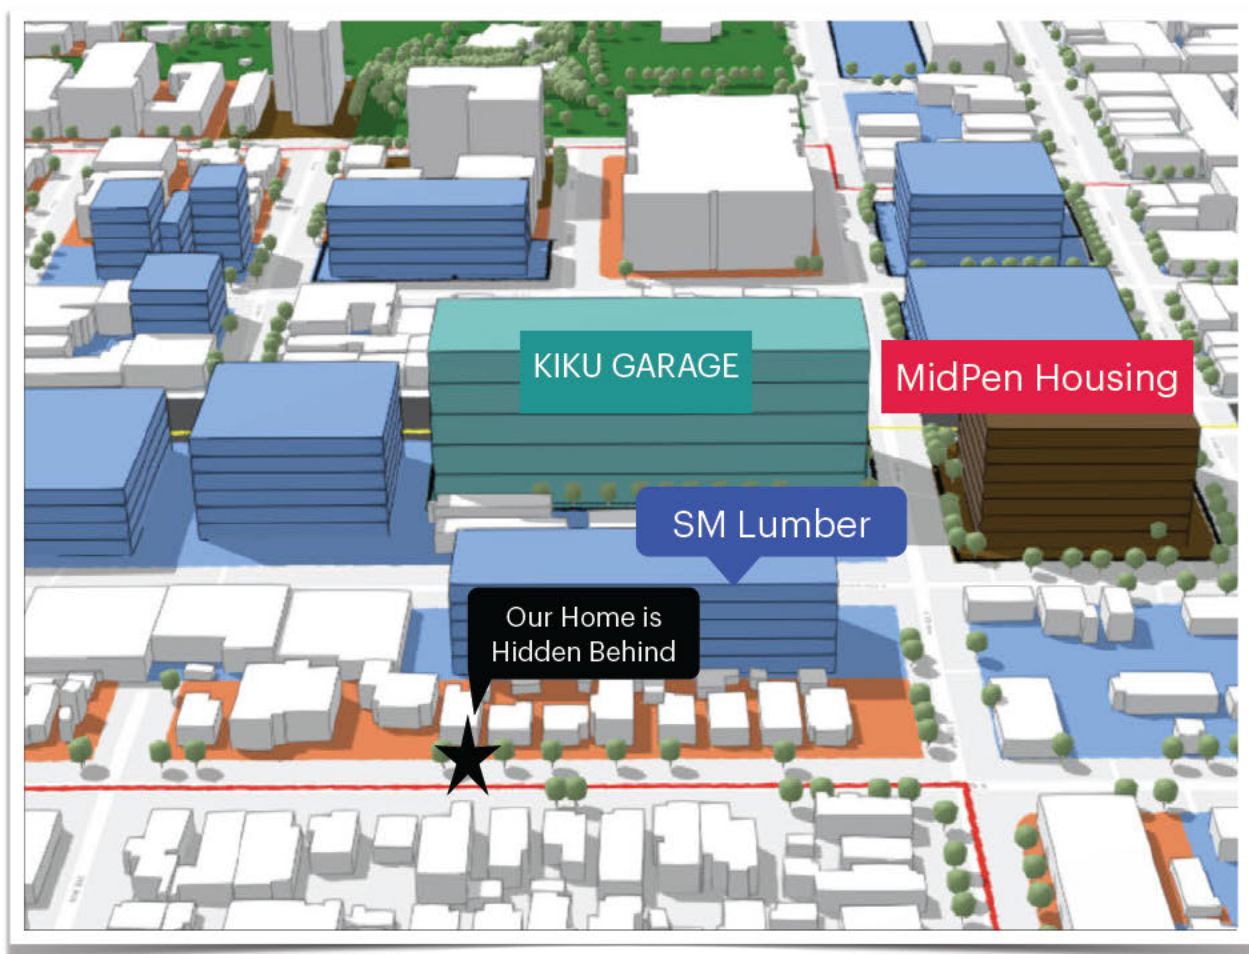 KIKU GARAGE
MidPen Housing
SM Lumber
Our Home is
Hidden Behind